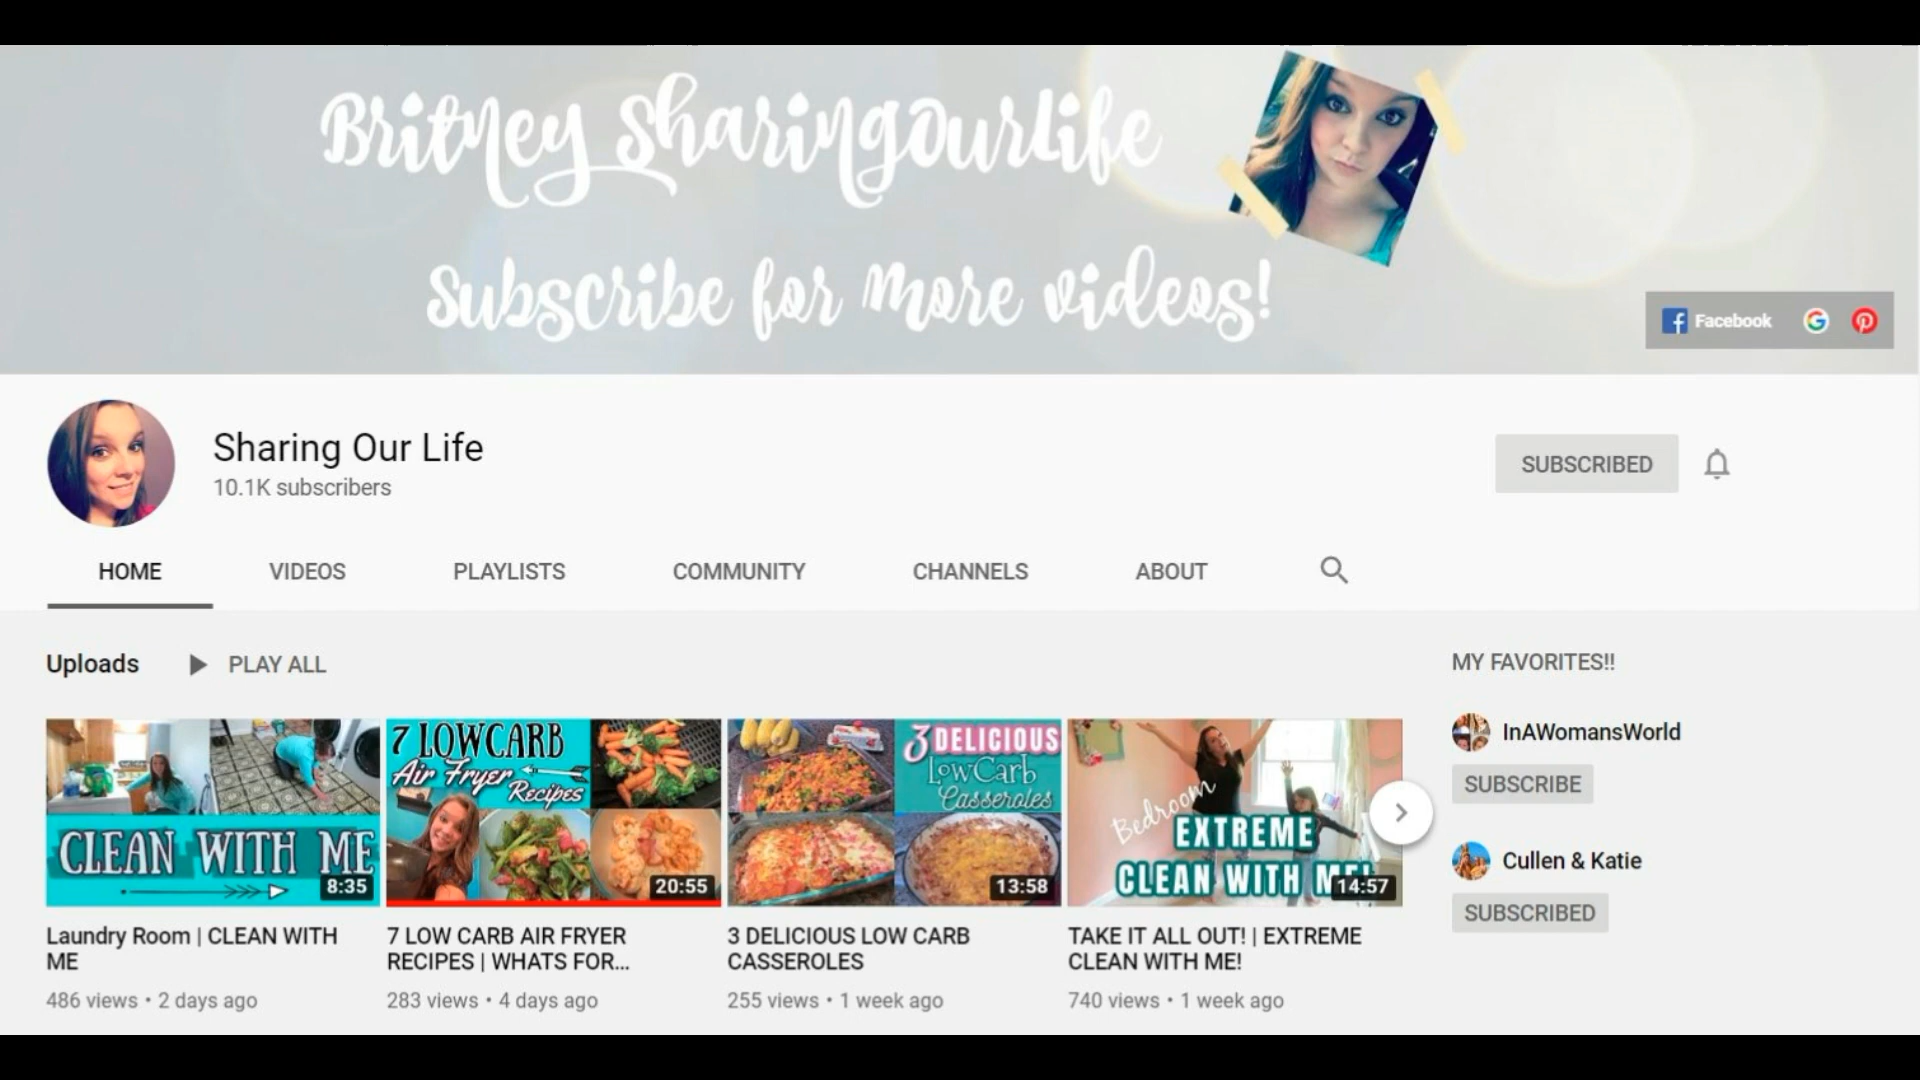 Britney Sharingourlife
Subscribe for more videos!
Facebook
Sharing Our Life
10.1K subscribers
SUBSCRIBED
HOME VIDEOS PLAYLISTS COMMUNITY CHANNELS ABOUT
Uploads PLAY ALL
MY FAVORITES!!
CLEAN WITH ME
8:35
7 LOWCARB
Air Fryer
Recipes
20:55
3 DELICIOUS
LowCarb
Casseroles
13:58
Bedroom
EXTREME
CLEAN WITH ME!
14:57
Laundry Room | CLEAN WITH
ME
486 views • 2 days ago
7 LOW CARB AIR FRYER
RECIPES | WHATS FOR...
283 views • 4 days ago
3 DELICIOUS LOW CARB
CASSEROLES
255 views • 1 week ago
TAKE IT ALL OUT! | EXTREME
CLEAN WITH ME!
740 views • 1 week ago
InAWomansWorld
SUBSCRIBE
Cullen & Katie
SUBSCRIBED